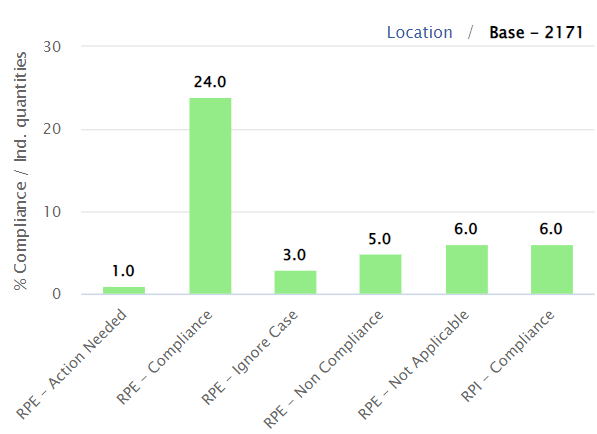 Location / Base – 2171
% Compliance / Ind. quantities
30
20
10
0
1.0
24.0
3.0
5.0
6.0
6.0
RPE – Action Needed
RPE – Compliance
RPE – Ignore Case
RPE – Non Compliance
RPE – Not Applicable
RPI – Compliance